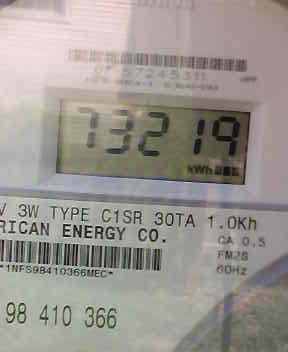 73219
kWh
V 3W TYPE C1SR 30TA 1.0Kh
RICAN ENERGY CO.
CA 0.5
FM2S
60Hz
*1NFS98410366MEC*
98 410 366